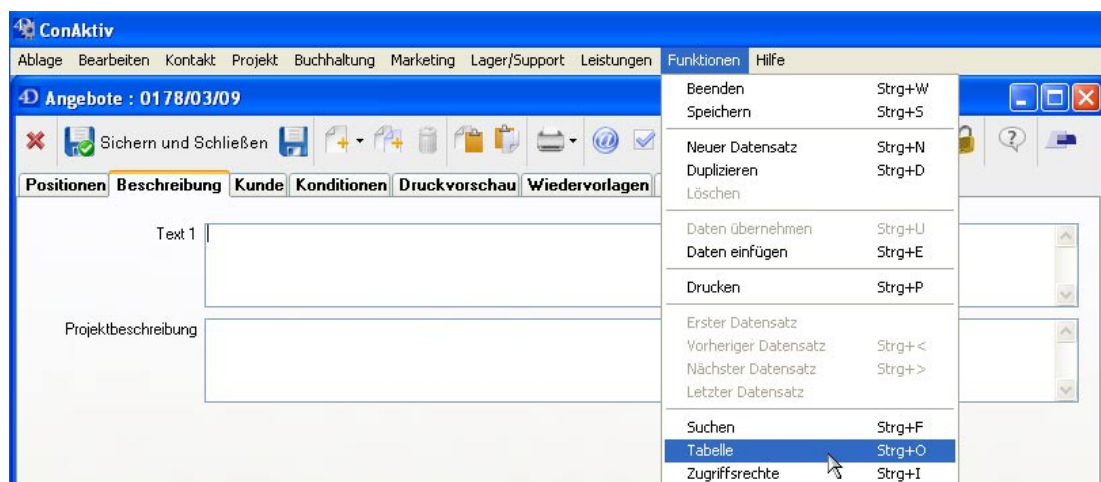 ConAktiv
Ablage Bearbeiten Kontakt Projekt Buchhaltung Marketing Lager/Support Leistungen Funktionen Hilfe
Angebote : 0178/03/09
Sichern und Schließen
Positionen Beschreibung Kunde Konditionen Druckvorschau Wiedervorlagen
Text 1
Projektbeschreibung
Beenden Strg+W
Speichern Strg+S
Neuer Datensatz Strg+N
Duplizieren Strg+D
Löschen
Daten übernehmen Strg+U
Daten einfügen Strg+E
Drucken Strg+P
Erster Datensatz
Vorheriger Datensatz Strg+<
Nächster Datensatz Strg+>
Letzter Datensatz
Suchen Strg+F
Tabelle Strg+O
Zugriffsrechte Strg+I